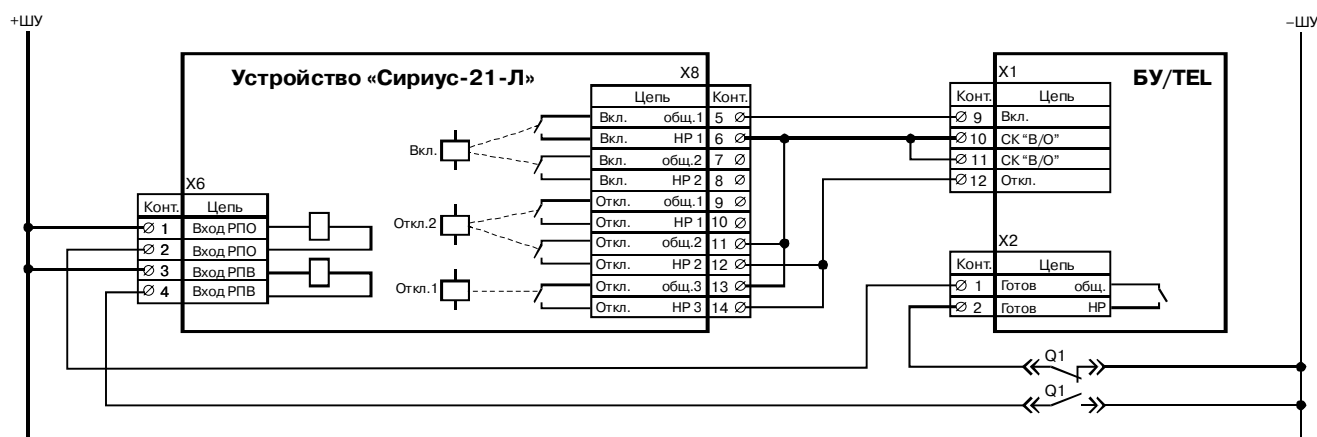 +ШУ
–ШУ
Устройство «Сириус-21-Л»
X8
Цепь Конт.
Вкл. общ.1 5
Вкл. НР 1 6
Вкл. общ.2 7
Вкл. НР 2 8
Откл. общ.1 9
Откл. НР 1 10
Откл. общ.2 11
Откл. НР 2 12
Откл. общ.3 13
Откл. НР 3 14
Вкл.
Откл.2
Откл.1
X6
Конт. Цепь
1 Вход РПО
2 Вход РПО
3 Вход РПВ
4 Вход РПВ
X1
БУ/TEL
Конт. Цепь
9 Вкл.
10 СК “В/О”
11 СК “В/О”
12 Откл.
X2
Конт. Цепь
1 Готов общ.
2 Готов НР
Q1
Q1